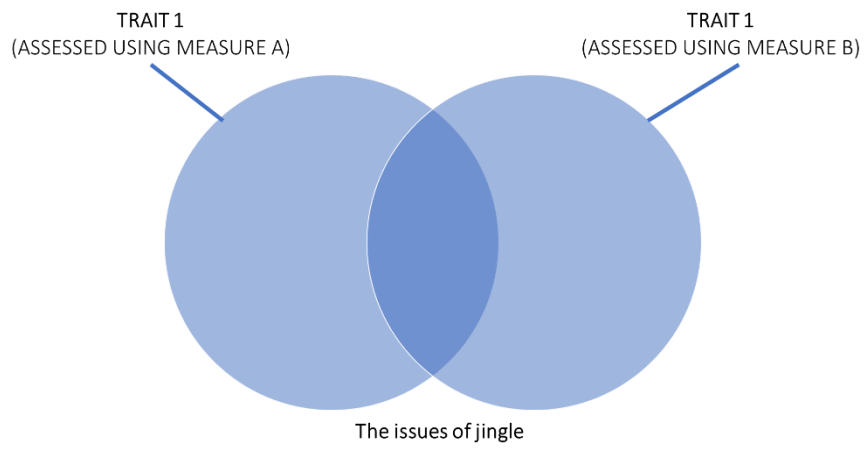 TRAIT 1
(ASSESSED USING MEASURE A)
TRAIT 1
(ASSESSED USING MEASURE B)
The issues of jingle